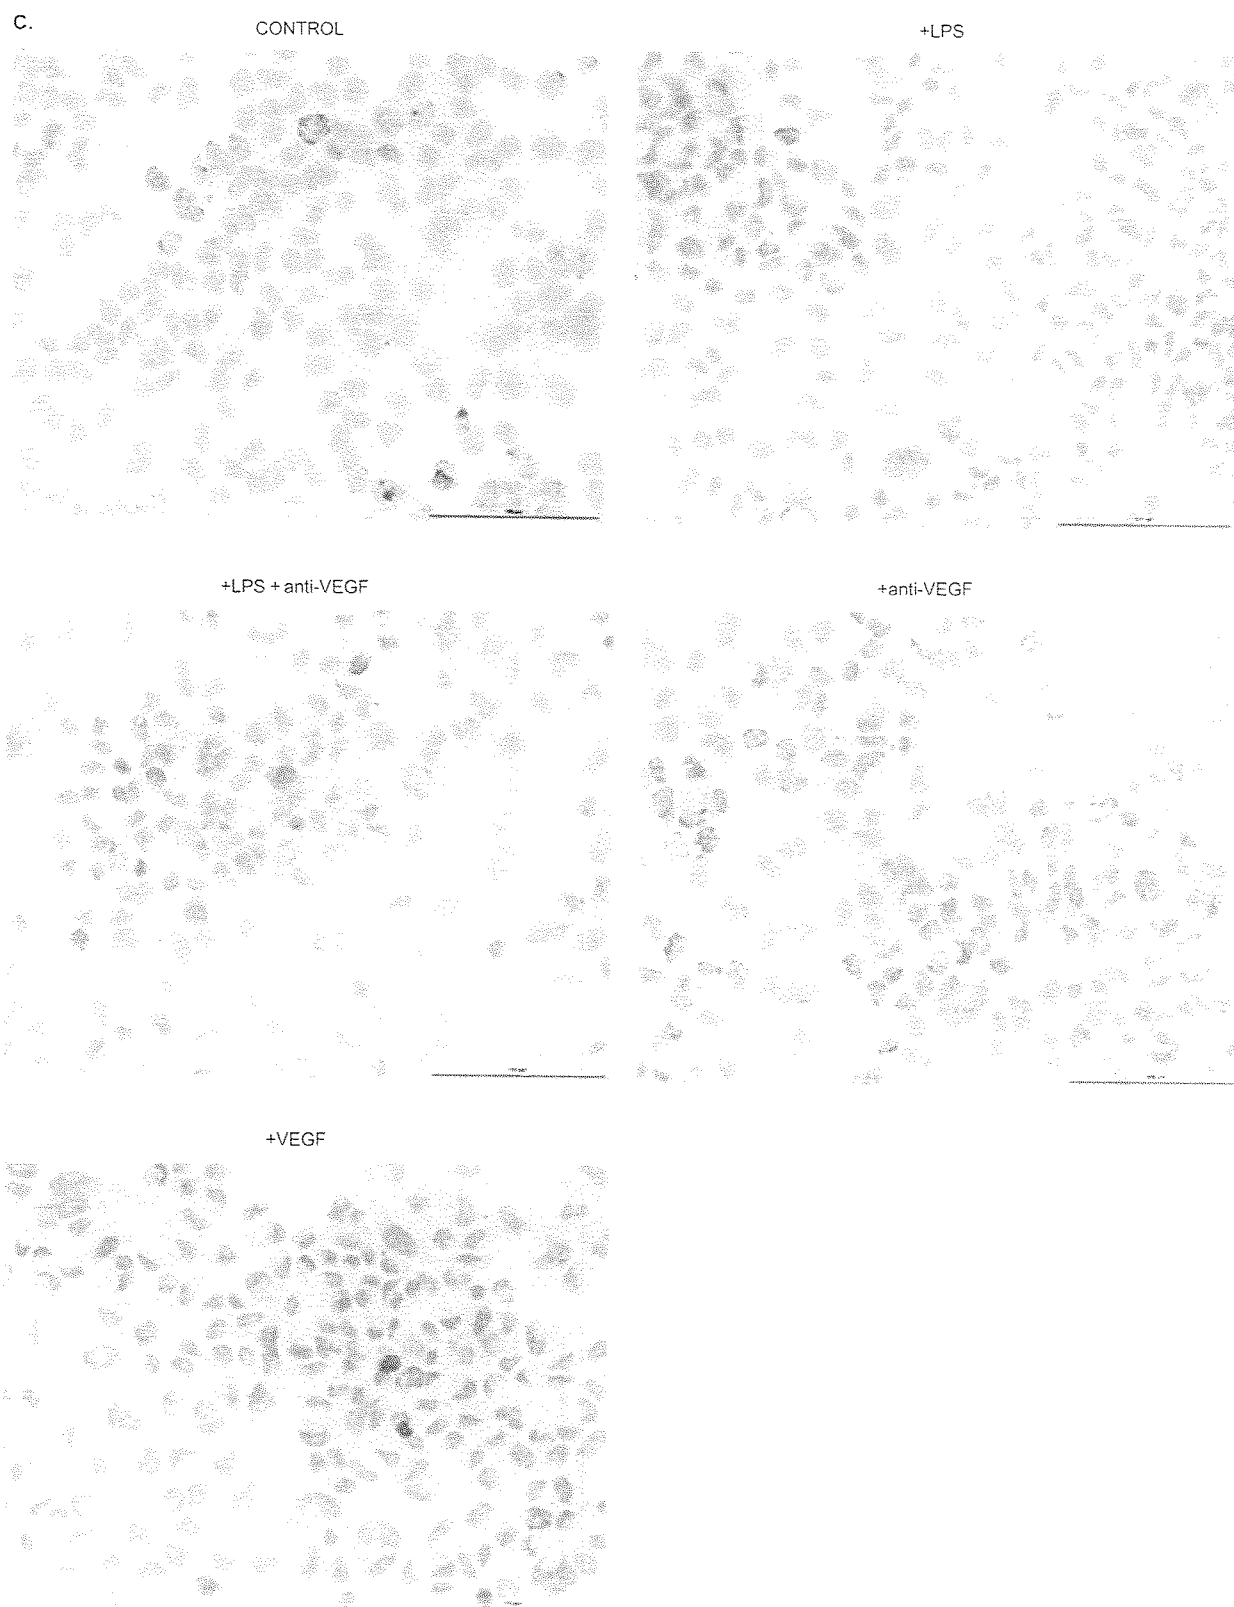 C.
CONTROL
+LPS
+LPS + anti-VEGF
+anti-VEGF
+VEGF